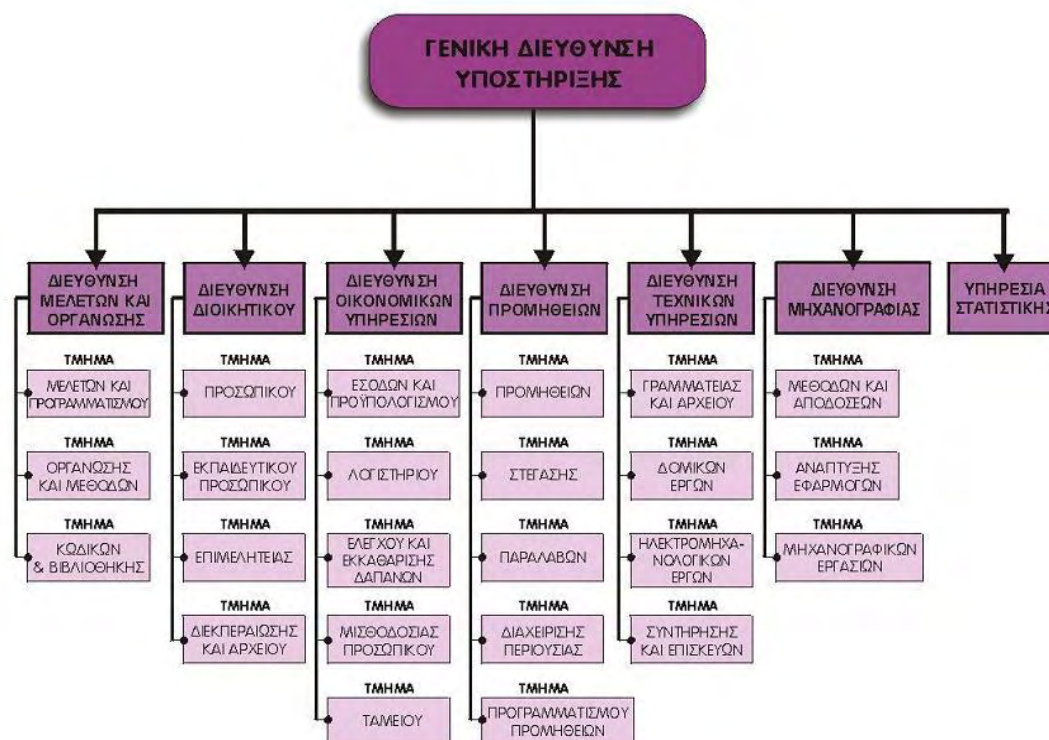 ΓΕΝΙΚΗ ΔΙΕΥΘΥΝΣΗ
ΥΠΟΣΤΗΡΙΞΗΣ
ΔΙΕΥΘΥΝΣΗ
ΜΕΛΕΤΩΝ ΚΑΙ
ΟΡΓΑΝΩΣΗΣ
ΤΜΗΜΑ
ΜΕΛΕΤΩΝ ΚΑΙ
ΠΡΟΓΡΑΜΜΑΤΙΣΜΟΥ
ΤΜΗΜΑ
ΟΡΓΑΝΩΣΗΣ
ΚΑΙ ΜΕΘΟΔΩΝ
ΤΜΗΜΑ
ΚΩΔΙΚΩΝ
& ΒΙΒΛΙΟΘΗΚΗΣ
ΔΙΕΥΘΥΝΣΗ
ΔΙΟΙΚΗΤΙΚΟΥ
ΤΜΗΜΑ
ΠΡΟΣΩΠΙΚΟΥ
ΤΜΗΜΑ
ΕΚΠΑΙΔΕΥΤΙΚΟΥ
ΠΡΟΣΩΠΙΚΟΥ
ΤΜΗΜΑ
ΕΠΙΜΕΛΗΤΕΙΑΣ
ΤΜΗΜΑ
ΔΙΕΚΠΕΡΑΙΩΣΗΣ
ΚΑΙ ΑΡΧΕΙΟΥ
ΔΙΕΥΘΥΝΣΗ
ΟΙΚΟΝΟΜΙΚΩΝ
ΥΠΗΡΕΣΙΩΝ
ΤΜΗΜΑ
ΕΣΟΔΩΝ ΚΑΙ
ΠΡΟΫΠΟΛΟΓΙΣΜΟΥ
ΤΜΗΜΑ
ΛΟΓΙΣΤΗΡΙΟΥ
ΤΜΗΜΑ
ΕΛΕΓΧΟΥ ΚΑΙ
ΕΚΚΑΘΑΡΙΣΗΣ
ΔΑΠΑΝΩΝ
ΤΜΗΜΑ
ΜΙΣΘΟΔΟΣΙΑΣ
ΠΡΟΣΩΠΙΚΟΥ
ΤΜΗΜΑ
ΤΑΜΕΙΟΥ
ΔΙΕΥΘΥΝΣΗ
ΠΡΟΜΗΘΕΙΩΝ
ΤΜΗΜΑ
ΠΡΟΜΗΘΕΙΩΝ
ΤΜΗΜΑ
ΣΤΕΓΑΣΗΣ
ΤΜΗΜΑ
ΠΑΡΑΛΑΒΩΝ
ΤΜΗΜΑ
ΔΙΑΧΕΙΡΙΣΗΣ
ΠΕΡΙΟΥΣΙΑΣ
ΤΜΗΜΑ
ΠΡΟΓΡΑΜΜΑΤΙΣΜΟΥ
ΠΡΟΜΗΘΕΙΩΝ
ΔΙΕΥΘΥΝΣΗ
ΤΕΧΝΙΚΩΝ
ΥΠΗΡΕΣΙΩΝ
ΤΜΗΜΑ
ΓΡΑΜΜΑΤΕΙΑΣ
ΚΑΙ ΑΡΧΕΙΟΥ
ΤΜΗΜΑ
ΔΟΜΙΚΩΝ
ΕΡΓΩΝ
ΤΜΗΜΑ
ΗΛΕΚΤΡΟΜΗΧΑ-
ΝΟΛΟΓΙΚΩΝ
ΕΡΓΩΝ
ΤΜΗΜΑ
ΣΥΝΤΗΡΗΣΗΣ
ΚΑΙ ΕΠΙΣΚΕΥΩΝ
ΔΙΕΥΘΥΝΣΗ
ΜΗΧΑΝΟΓΡΑΦΙΑΣ
ΤΜΗΜΑ
ΜΕΘΟΔΩΝ ΚΑΙ
ΑΠΟΔΟΣΕΩΝ
ΤΜΗΜΑ
ΑΝΑΠΤΥΞΗΣ
ΕΦΑΡΜΟΓΩΝ
ΤΜΗΜΑ
ΜΗΧΑΝΟΓΡΑΦΙΚΩΝ
ΕΡΓΑΣΙΩΝ
ΥΠΗΡΕΣΙΑ
ΣΤΑΤΙΣΤΙΚΗΣ